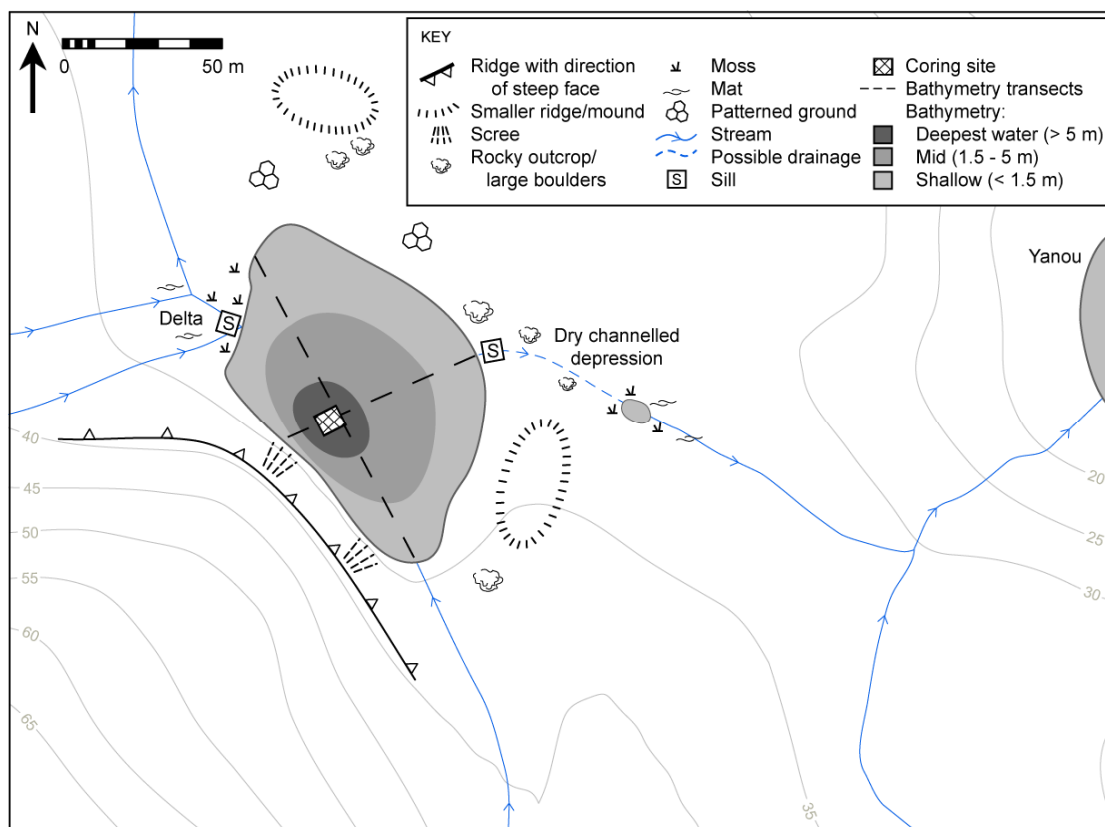 N
0
50 m
KEY
Ridge with direction
of steep face
Smaller ridge/mound
Scree
Rocky outcrop/
large boulders
Moss
Mat
Patterned ground
Stream
Possible drainage
S
Sill
Coring site
Bathymetry transects
Bathymetry:
Deepest water (> 5 m)
Mid (1.5 - 5 m)
Shallow (< 1.5 m)
Yanou
Delta
S
S
Dry channelled
depression
40
45
50
55
60
65
20
30
35